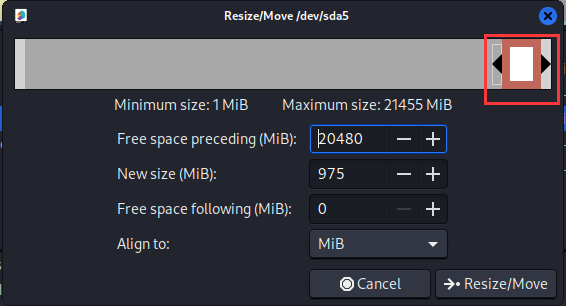 Resize/Move /dev/sda5
Minimum size: 1 MiB Maximum size: 21455 MiB
Free space preceding (MiB): 20480
New size (MiB): 975
Free space following (MiB): 0
Align to: MiB
Cancel Resize/Move